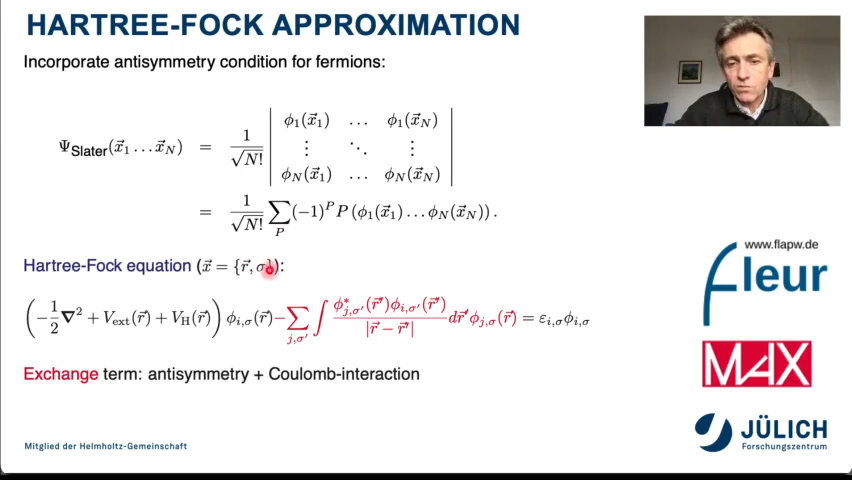 HARTREE-FOCK APPROXIMATION
Incorporate antisymmetry condition for fermions:
Ψ_Slater(x⃗₁ … x⃗_N) = 1/√N! | φ₁(x⃗₁) … φ₁(x⃗_N) ⋮ ⋱ ⋮ φ_N(x⃗₁) … φ_N(x⃗_N) |
= 1/√N! ∑_P (−1)^P P (φ₁(x⃗₁) … φ_N(x⃗_N)) .
Hartree-Fock equation (x⃗ = {r⃗, σ}):
(−1/2 ∇² + V_ext(r⃗) + V_H(r⃗)) φ_{i,σ}(r⃗) − ∑_{j,σ′} ∫ φ*_{j,σ′}(r⃗′)φ_{i,σ′}(r⃗′) / |r⃗ − r⃗′| dr⃗′ φ_{j,σ}(r⃗) = ε_{i,σ}φ_{i,σ}
Exchange term: antisymmetry + Coulomb-interaction
Mitglied der Helmholtz-Gemeinschaft
www.flapw.de
fleur
MAX
JÜLICH
Forschungszentrum